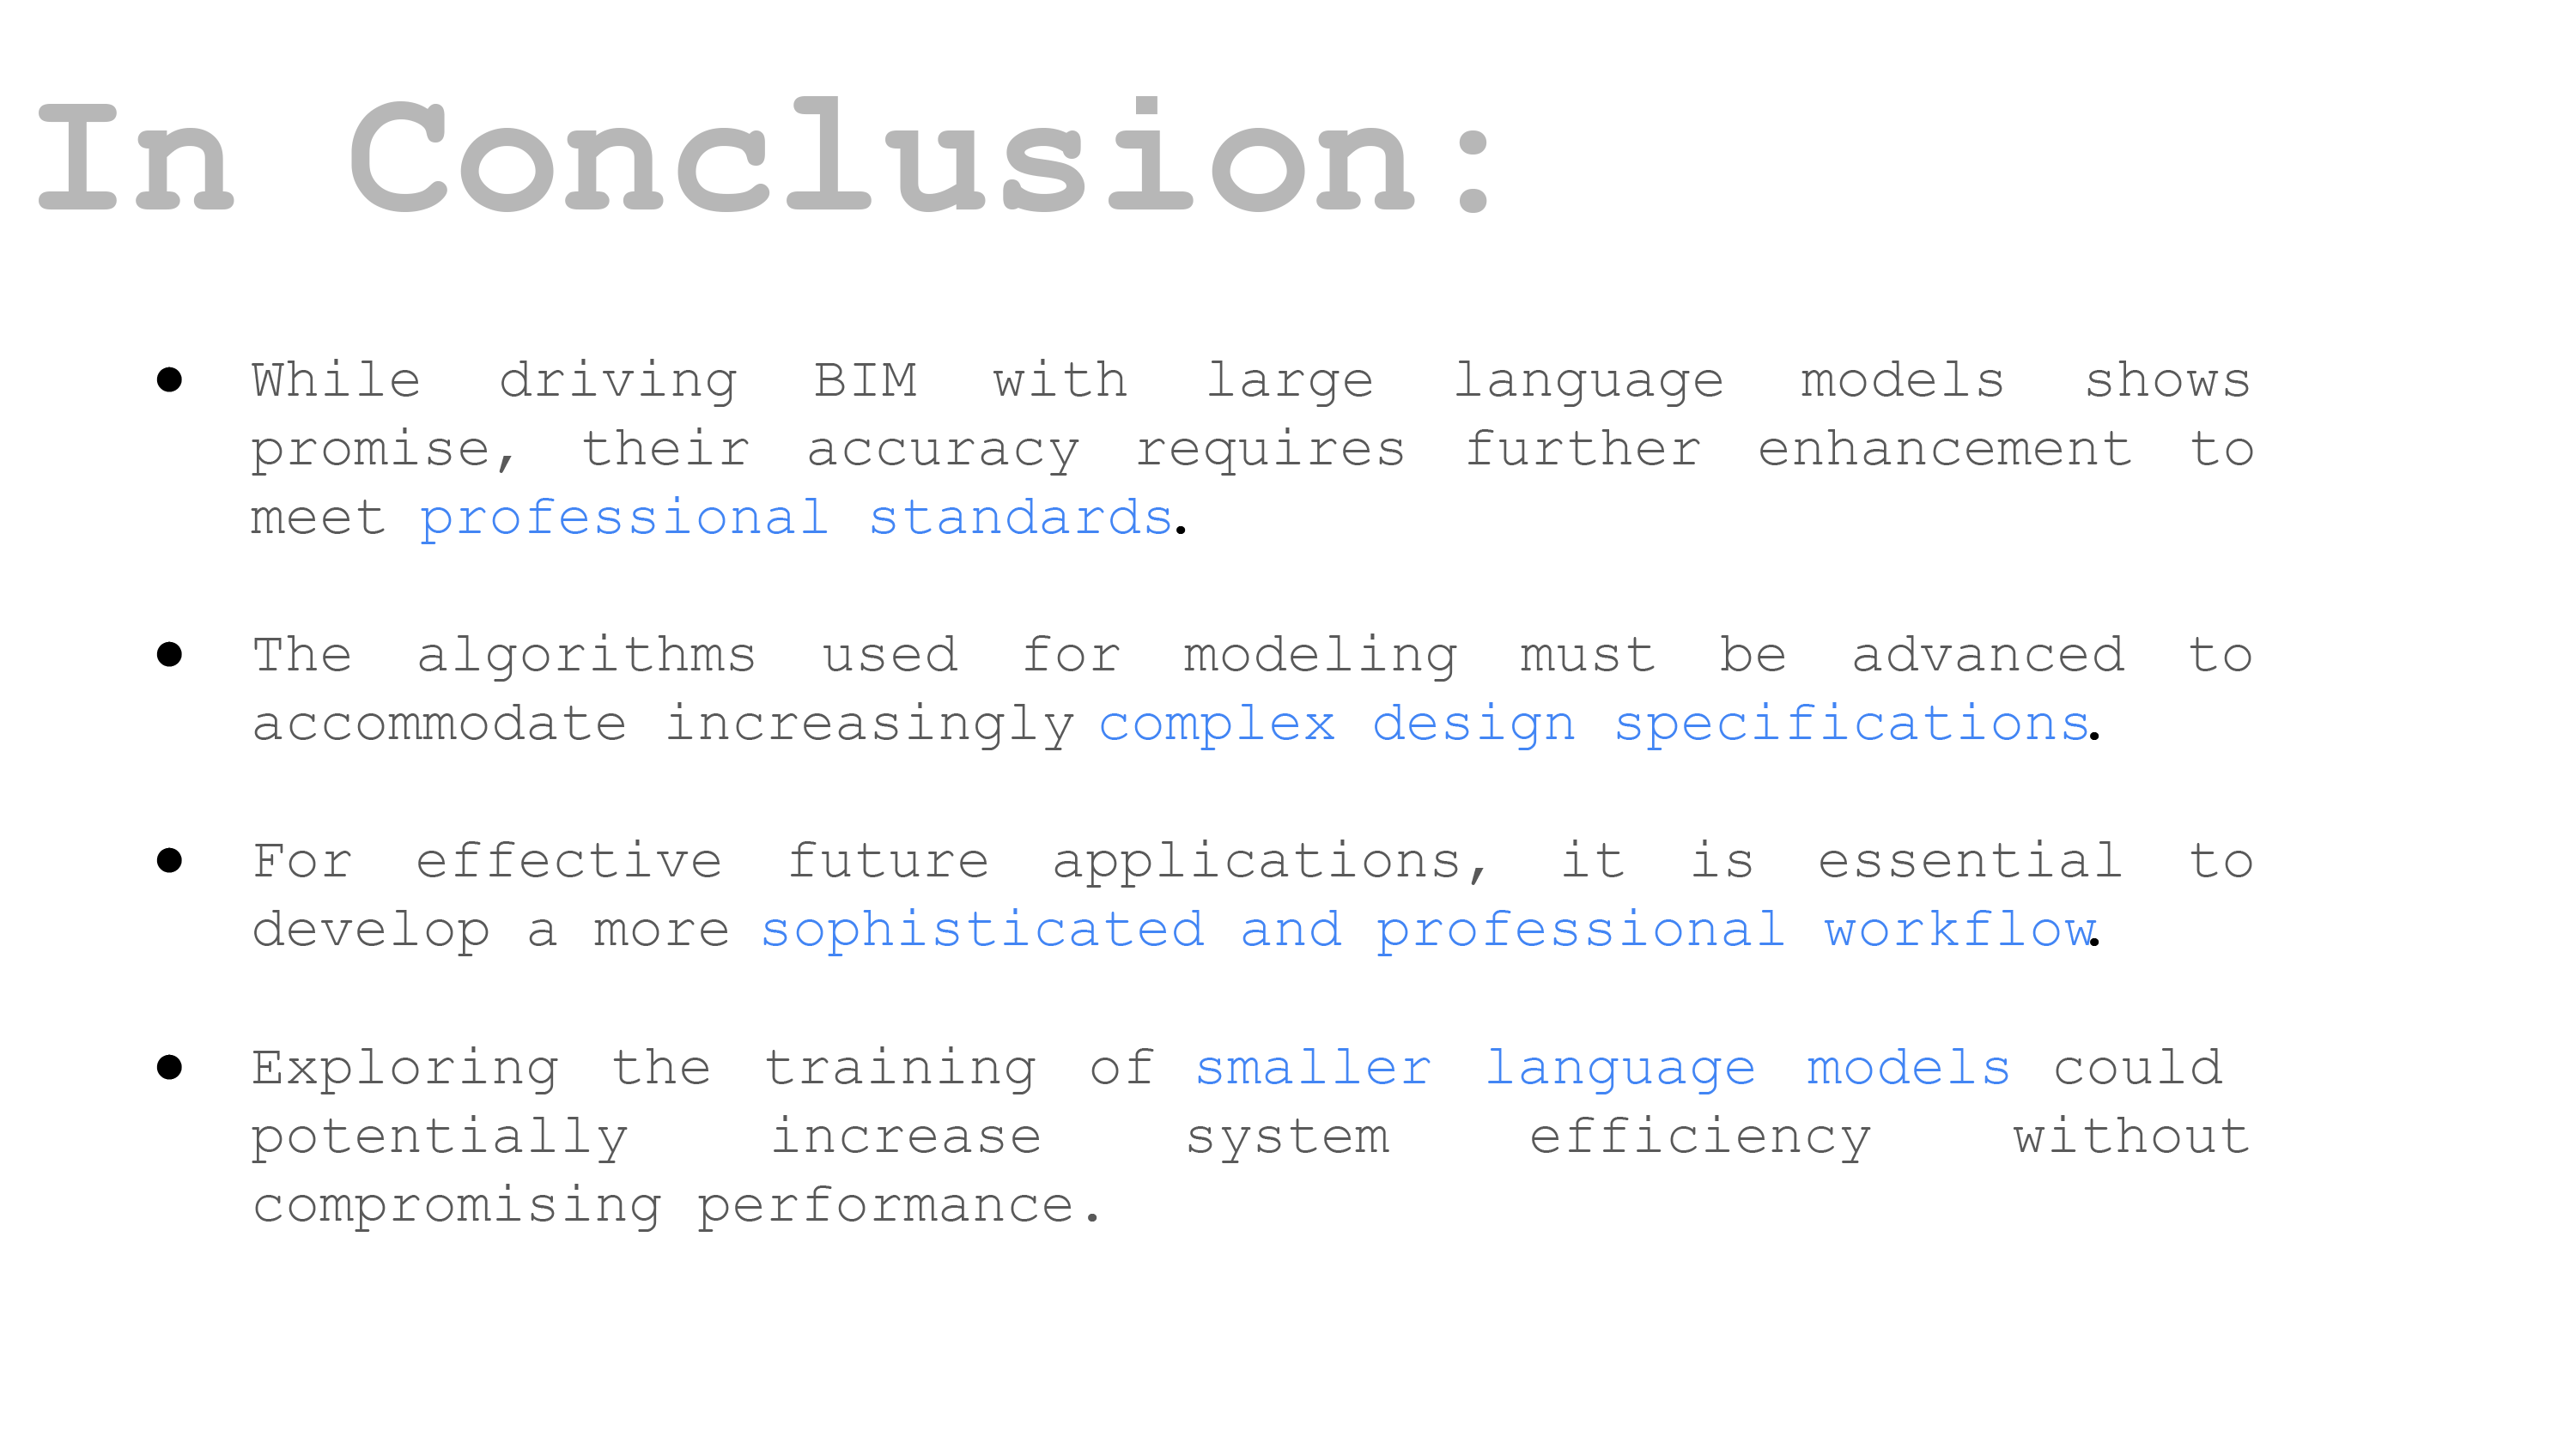 In Conclusion:
● While driving BIM with large language models shows
promise, their accuracy requires further enhancement to
meet professional standards.
● The algorithms used for modeling must be advanced to
accommodate increasingly complex design specifications.
● For effective future applications, it is essential to
develop a more sophisticated and professional workflow.
● Exploring the training of smaller language models could
potentially increase system efficiency without
compromising performance.